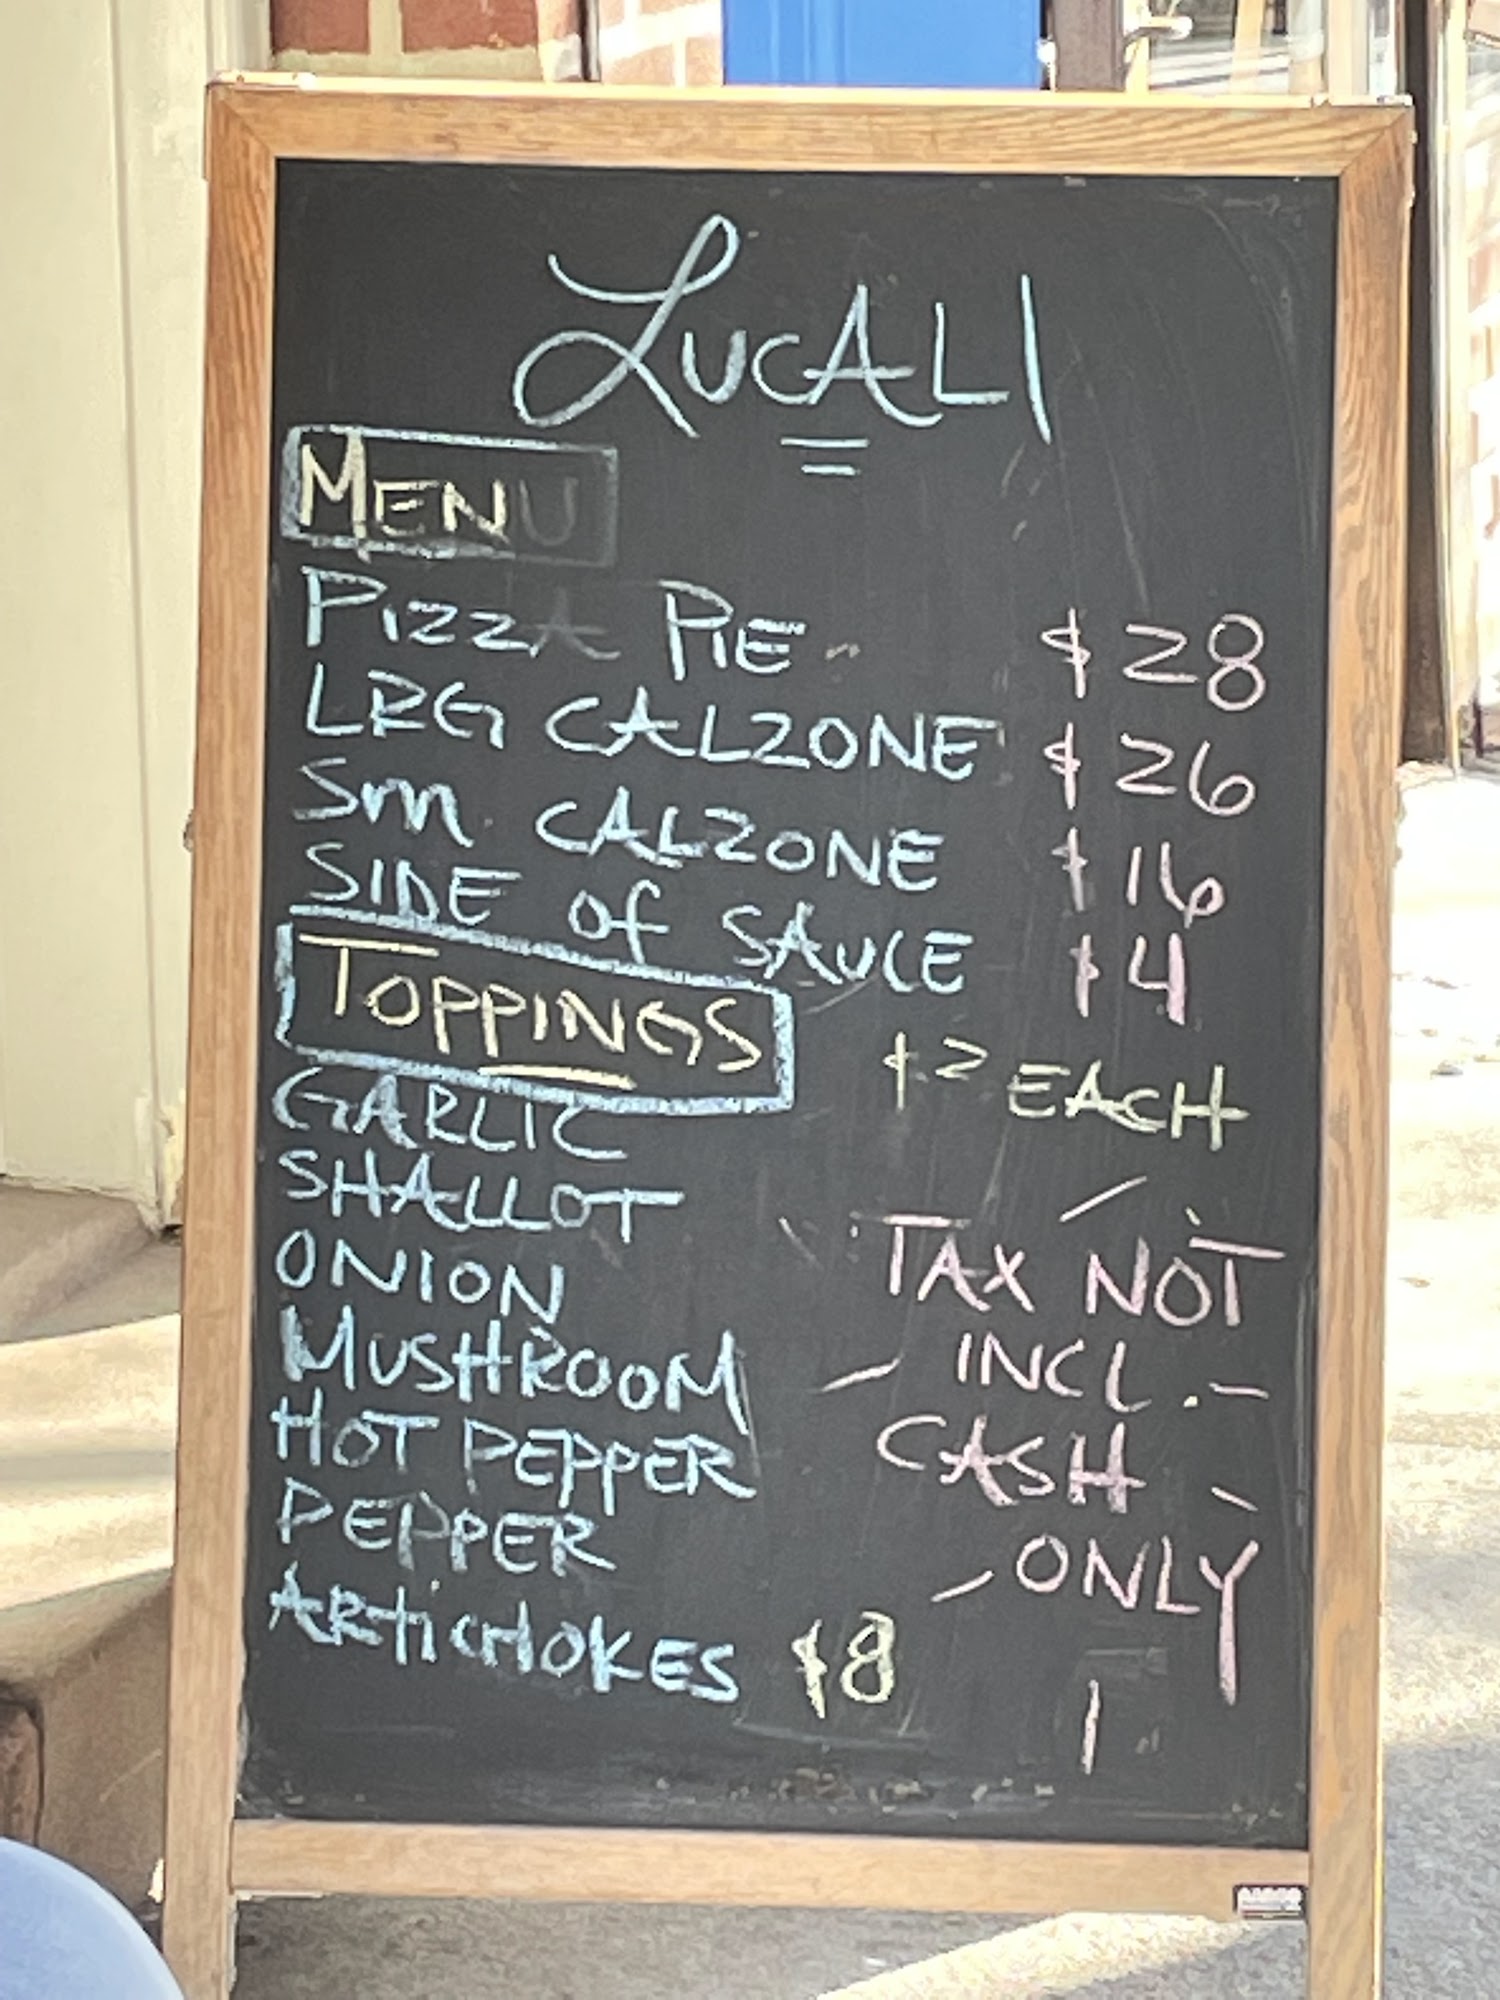 LUCALI
MENU
PIZZA PIE $28
LRG CALZONE $26
Sm CALZONE $16
SIDE of SAUCE $4
TOPPINGS $2 EACH
GARLIC
SHALLOT
ONION
MUSHROOM
HOT PEPPER
PEPPER
ARTiCHOKES $8
TAX NOT
INCL.
CASH
ONLY